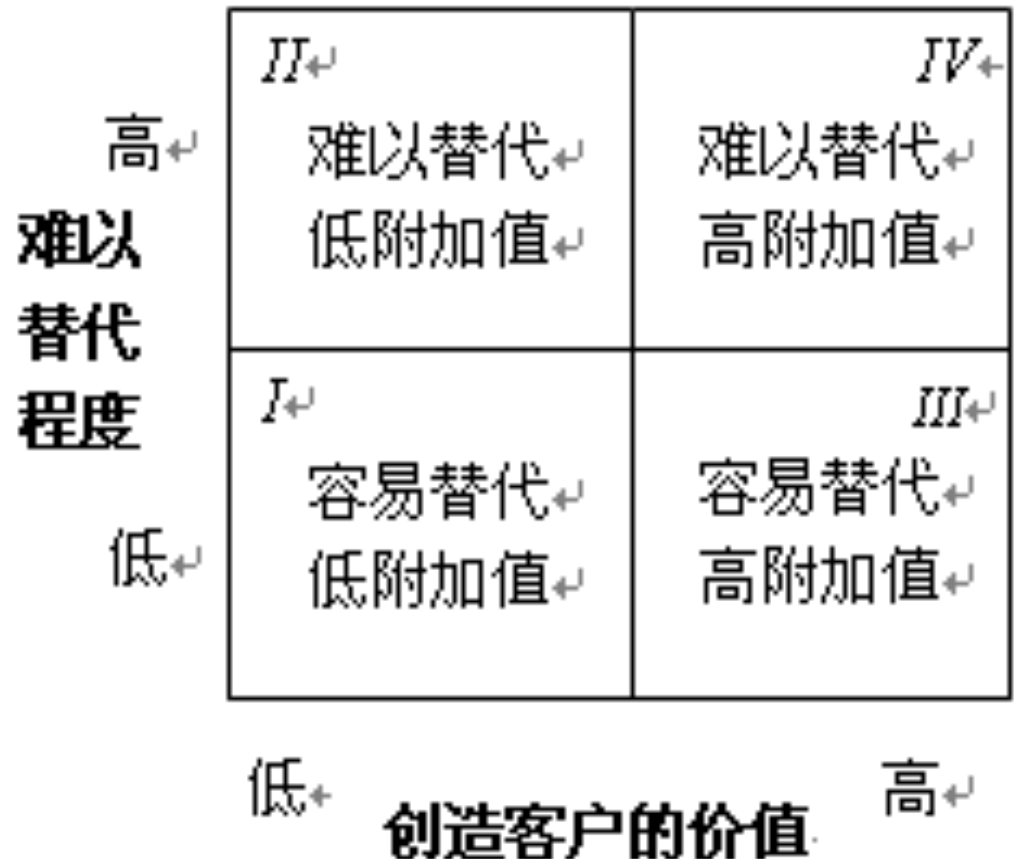 II
IV
高
难以替代
难以替代
低附加值
高附加值
难以
替代
程度
I
III
容易替代
容易替代
低附加值
高附加值
低
低
高
创造客户的价值